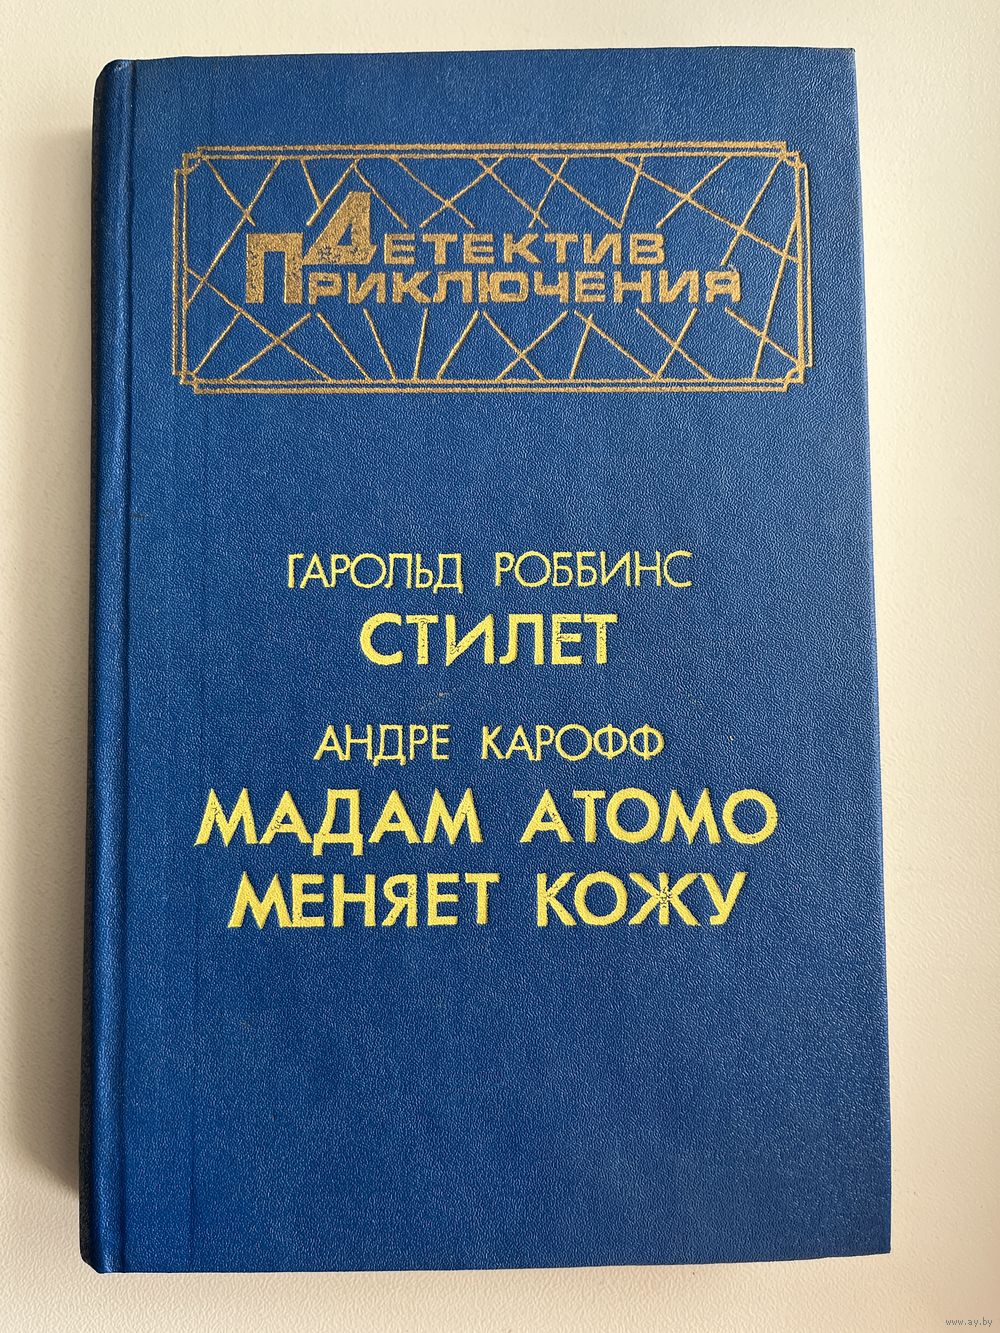 ДЕТЕКТИВ
ПРИКЛЮЧЕНИЯ
ГАРОЛЬД РОББИНС
СТИЛЕТ
АНДРЕ КАРОФФ
МАДАМ АТОМО
МЕНЯЕТ КОЖУ
www.ay.by